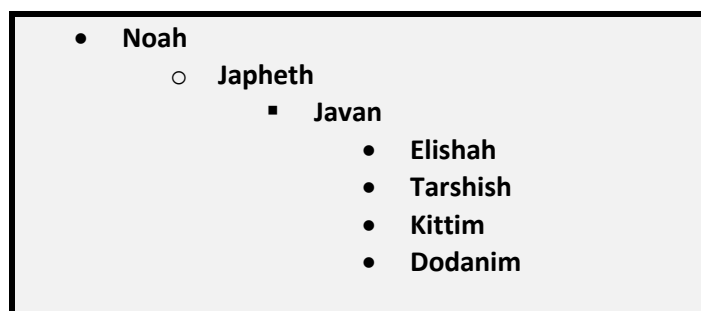 • Noah
o Japheth
▪ Javan
• Elishah
• Tarshish
• Kittim
• Dodanim